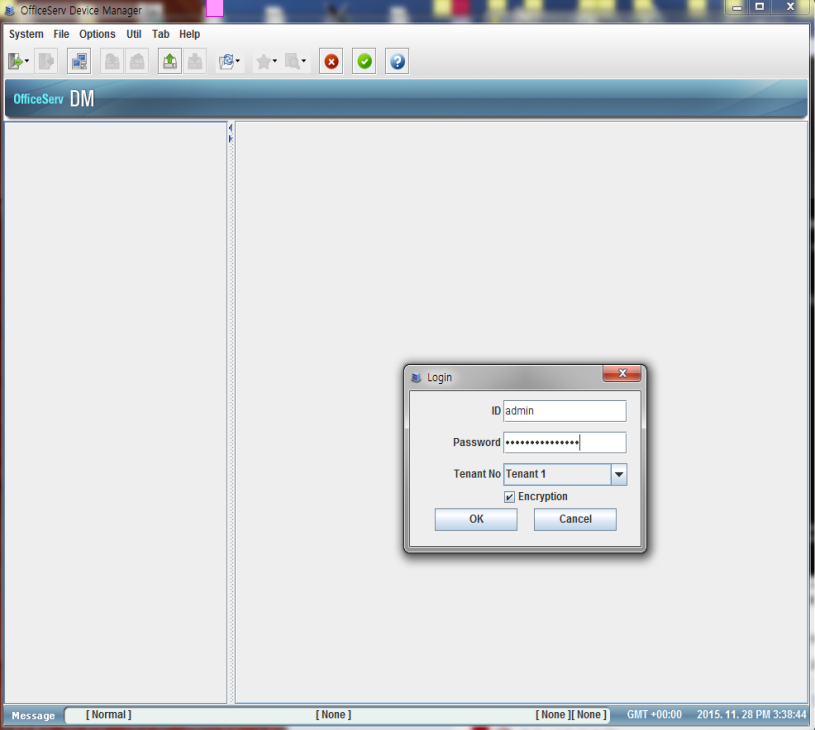 OfficeServ Device Manager
System File Options Util Tab Help
OfficeServ DM
Login
ID admin
Password •••••••••••••••
Tenant No Tenant 1
Encryption
OK Cancel
Message [ Normal ] [ None ] [ None ][ None ] GMT +00:00 2015. 11. 28 PM 3:38:44